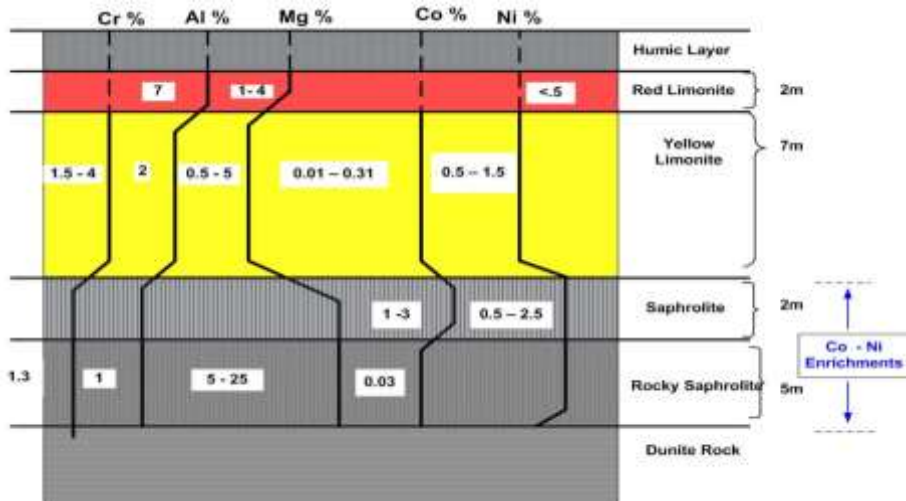 Cr % Al % Mg % Co % Ni %
Humic Layer
7 1- 4 <.5 Red Limonite 2m
Yellow
Limonite
7m
1.5 - 4 2 0.5 - 5 0.01 – 0.31 0.5 – 1.5
1 -3 0.5 – 2.5 Saphrolite 2m
Co - Ni
Enrichments
1.3 1 5 - 25 0.03 Rocky Saphrolite 5m
Dunite Rock